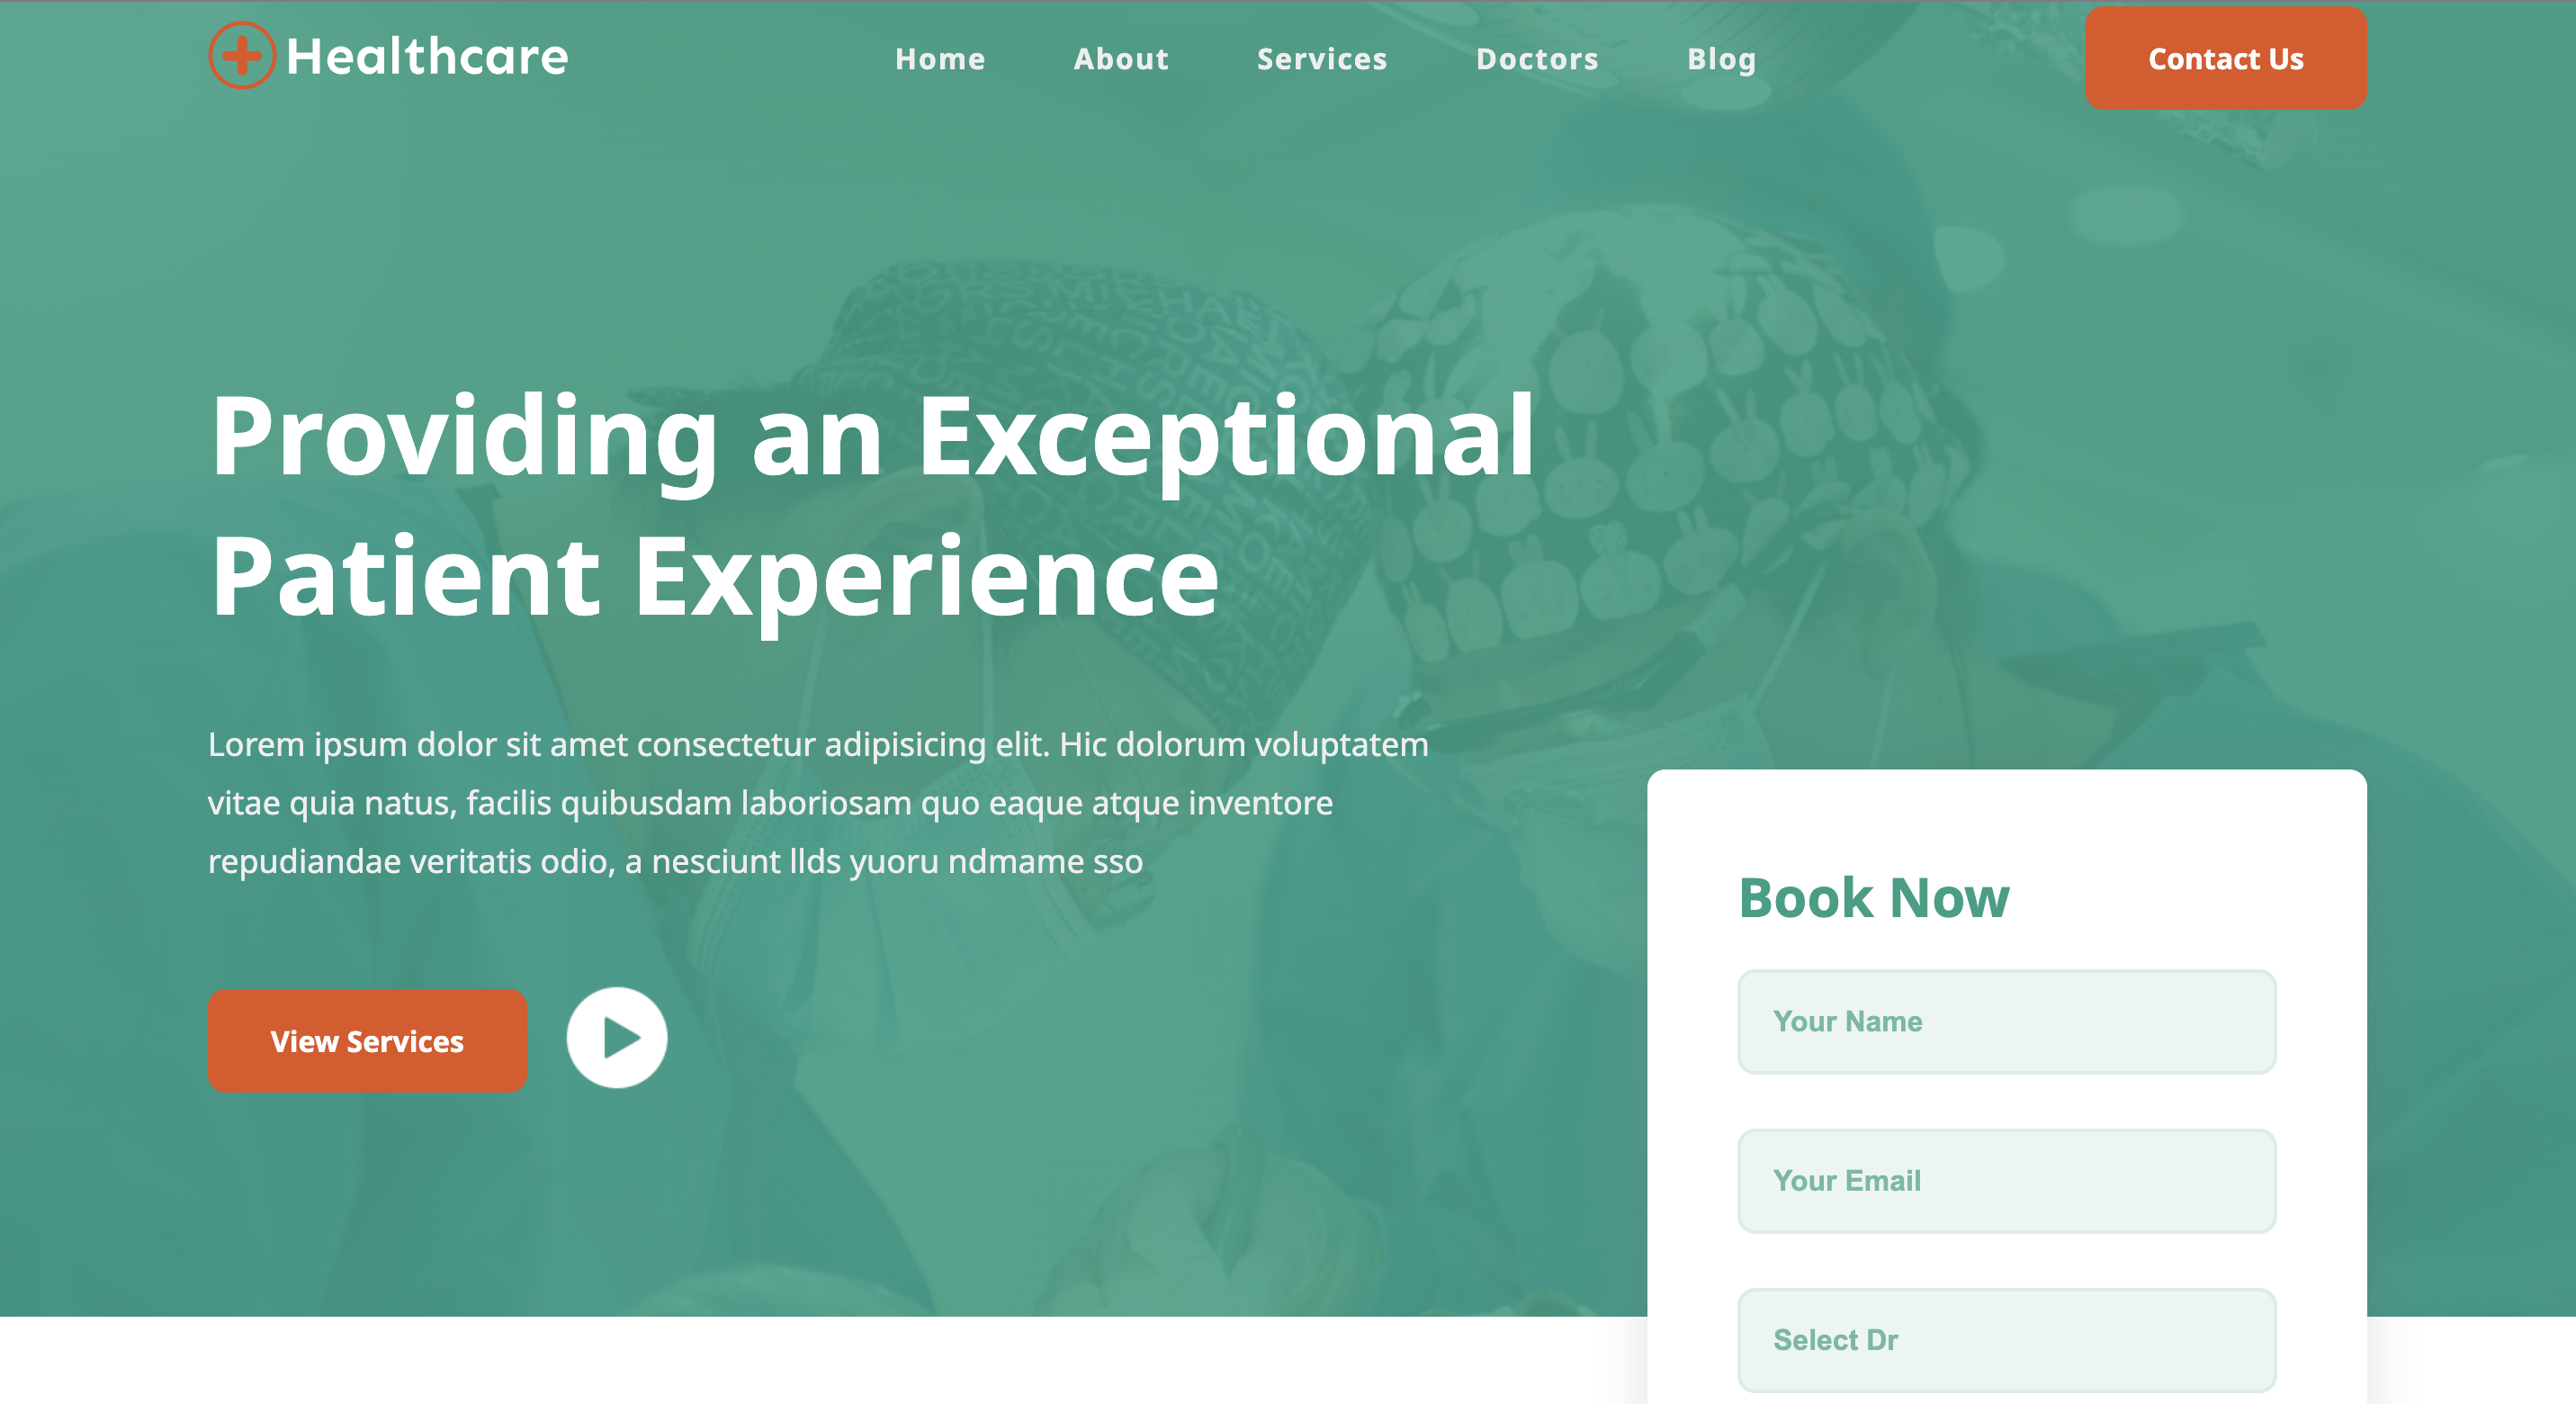 Healthcare
Home
About
Services
Doctors
Blog
Contact Us
Providing an Exceptional
Patient Experience
Lorem ipsum dolor sit amet consectetur adipisicing elit. Hic dolorum voluptatem
vitae quia natus, facilis quibusdam laboriosam quo eaque atque inventore
repudiandae veritatis odio, a nesciunt llds yuoru ndmame sso
View Services
Book Now
Your Name
Your Email
Select Dr